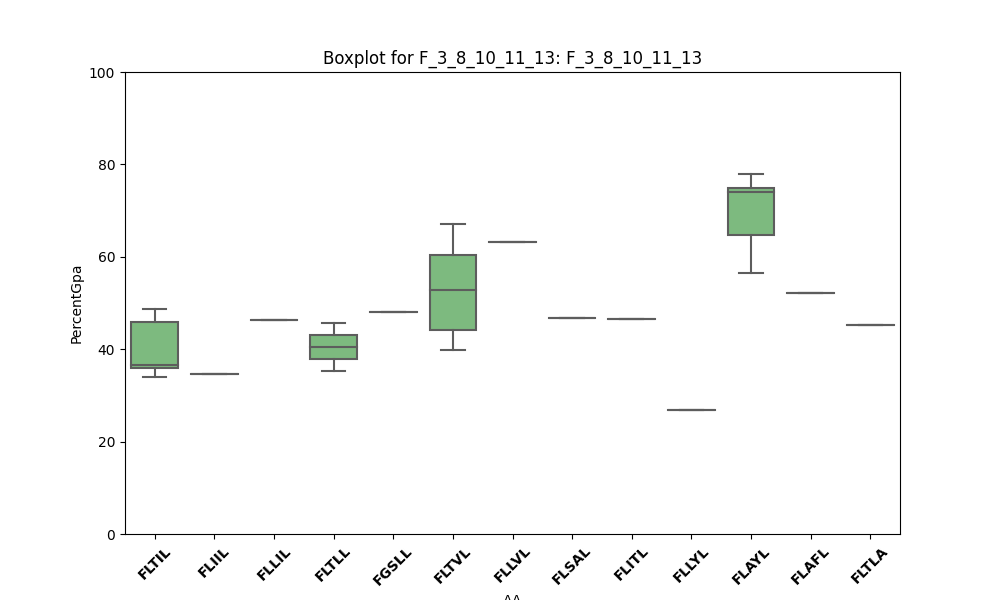 Boxplot for F_3_8_10_11_13: F_3_8_10_11_13
100
80
60
40
20
0
PercentGpa
FLTIL
FLIIL
FLLIL
FLTLL
FGSLL
FLTVL
FLLVL
FLSAL
FLITL
FLLYL
FLAYL
FLAFL
FLTLA
AA